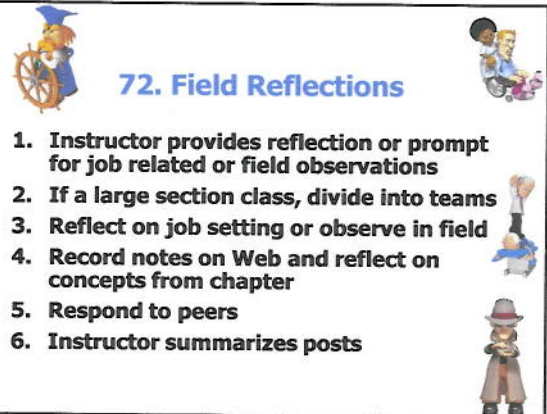 72. Field Reflections
1. Instructor provides reflection or prompt
for job related or field observations
2. If a large section class, divide into teams
3. Reflect on job setting or observe in field
4. Record notes on Web and reflect on
concepts from chapter
5. Respond to peers
6. Instructor summarizes posts